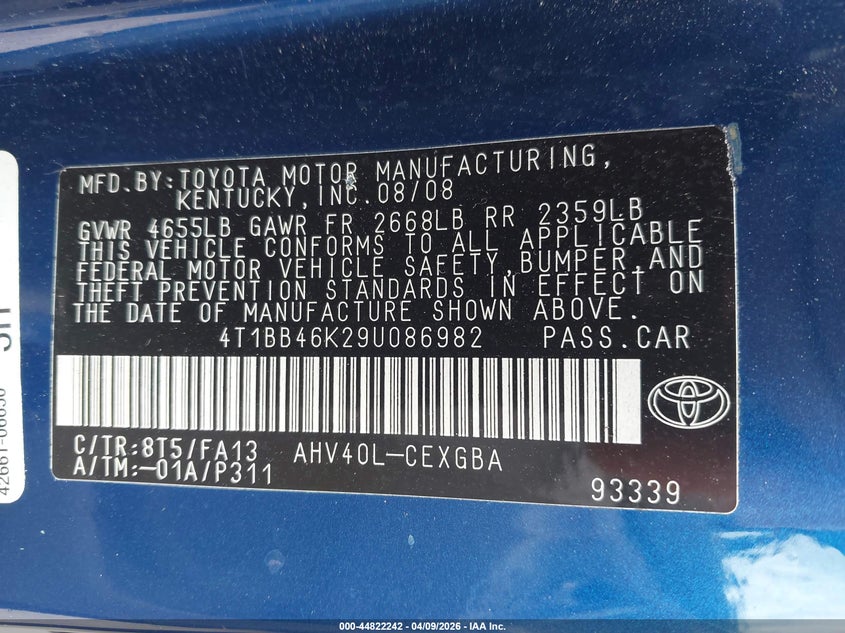 MFD.BY:TOYOTA MOTOR MANUFACTURING,
KENTUCKY,INC.08/08
GVWR 4655LB GAWR FR 2668LB RR 2359LB
THIS VEHICLE CONFORMS TO ALL APPLICABLE
FEDERAL MOTOR VEHICLE SAFETY,BUMPER,AND
THEFT PREVENTION STANDARDS IN EFFECT ON
THE DATE OF MANUFACTURE SHOWN ABOVE.
4T1BB46K29U086982 PASS.CAR
C/TR:8T5/FA13 AHV40L-CEXGBA
A/TM:-01A/P311
93339
000-44822242 | 04/09/2026 - IAA Inc.